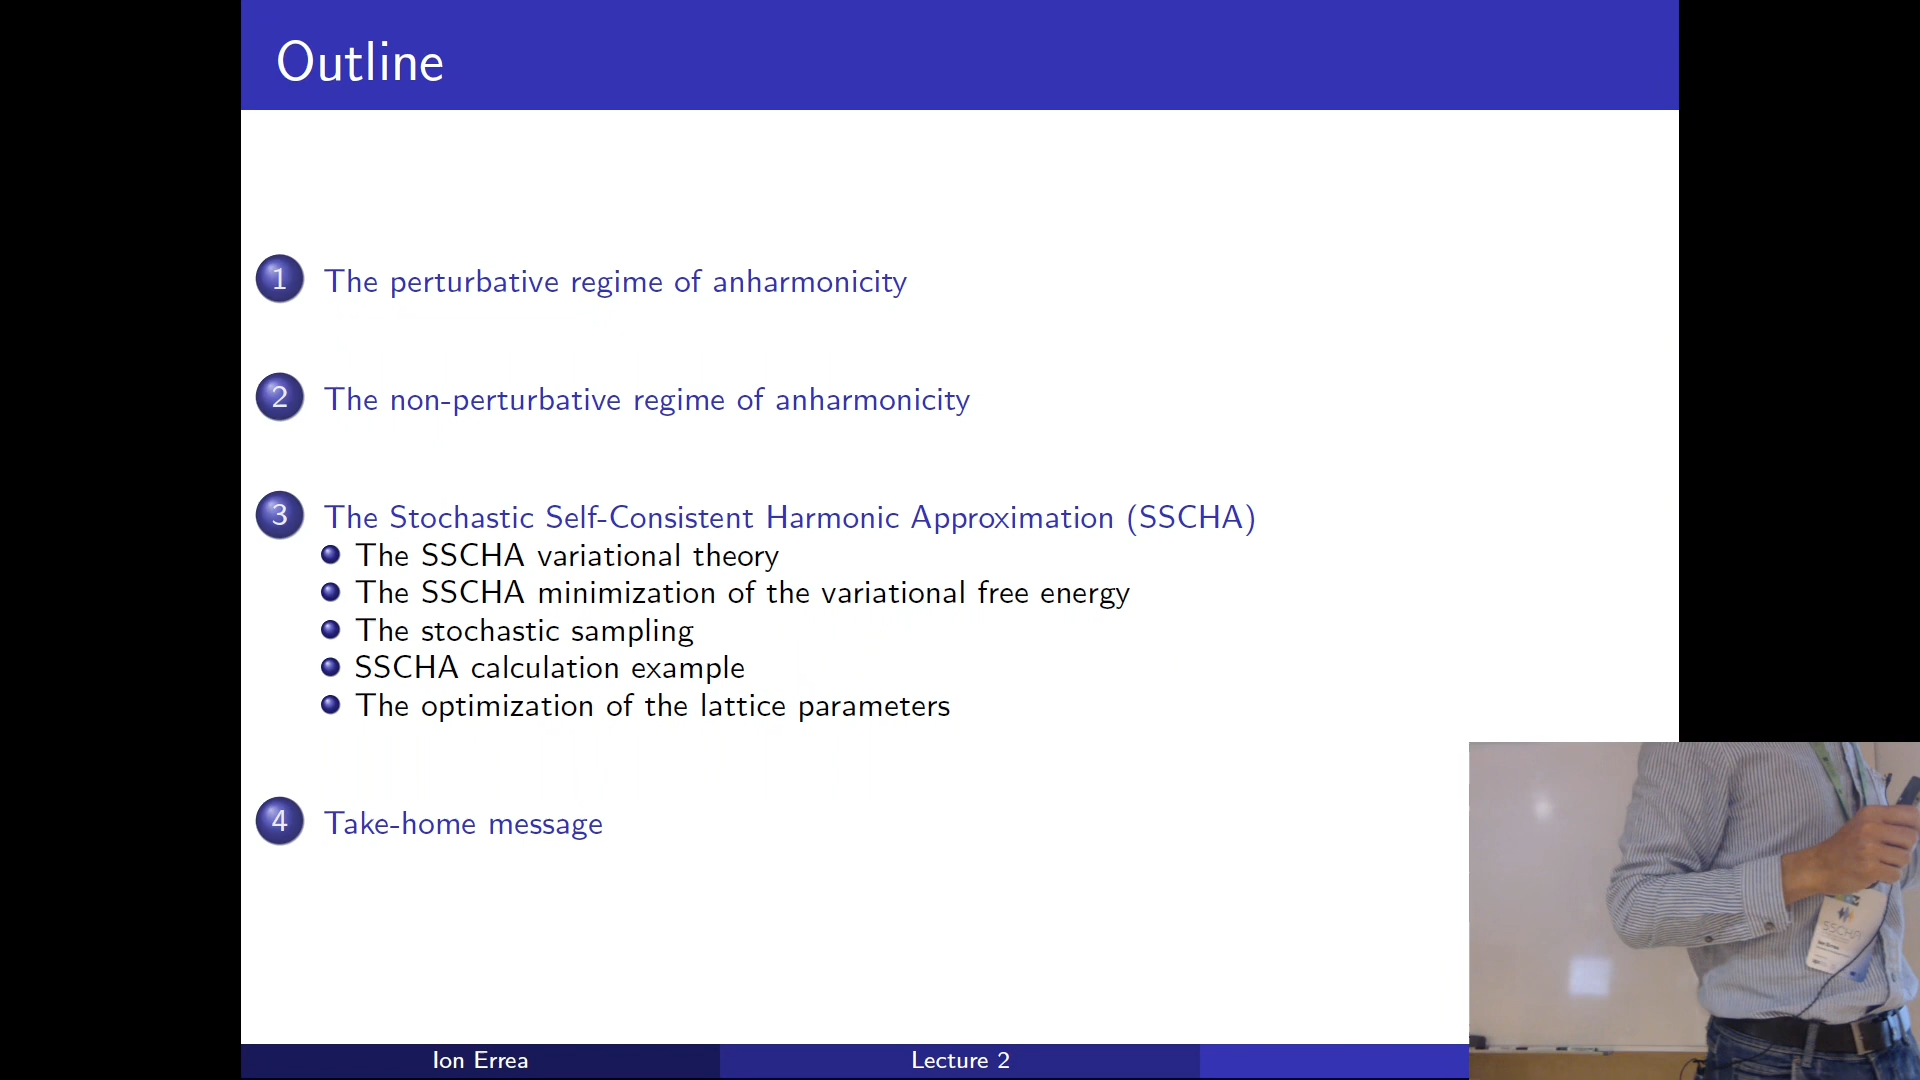 Outline
1 The perturbative regime of anharmonicity
2 The non-perturbative regime of anharmonicity
3 The Stochastic Self-Consistent Harmonic Approximation (SSCHA)
The SSCHA variational theory
The SSCHA minimization of the variational free energy
The stochastic sampling
SSCHA calculation example
The optimization of the lattice parameters
4 Take-home message
SSCHA
Ion Errea
Lecture 2